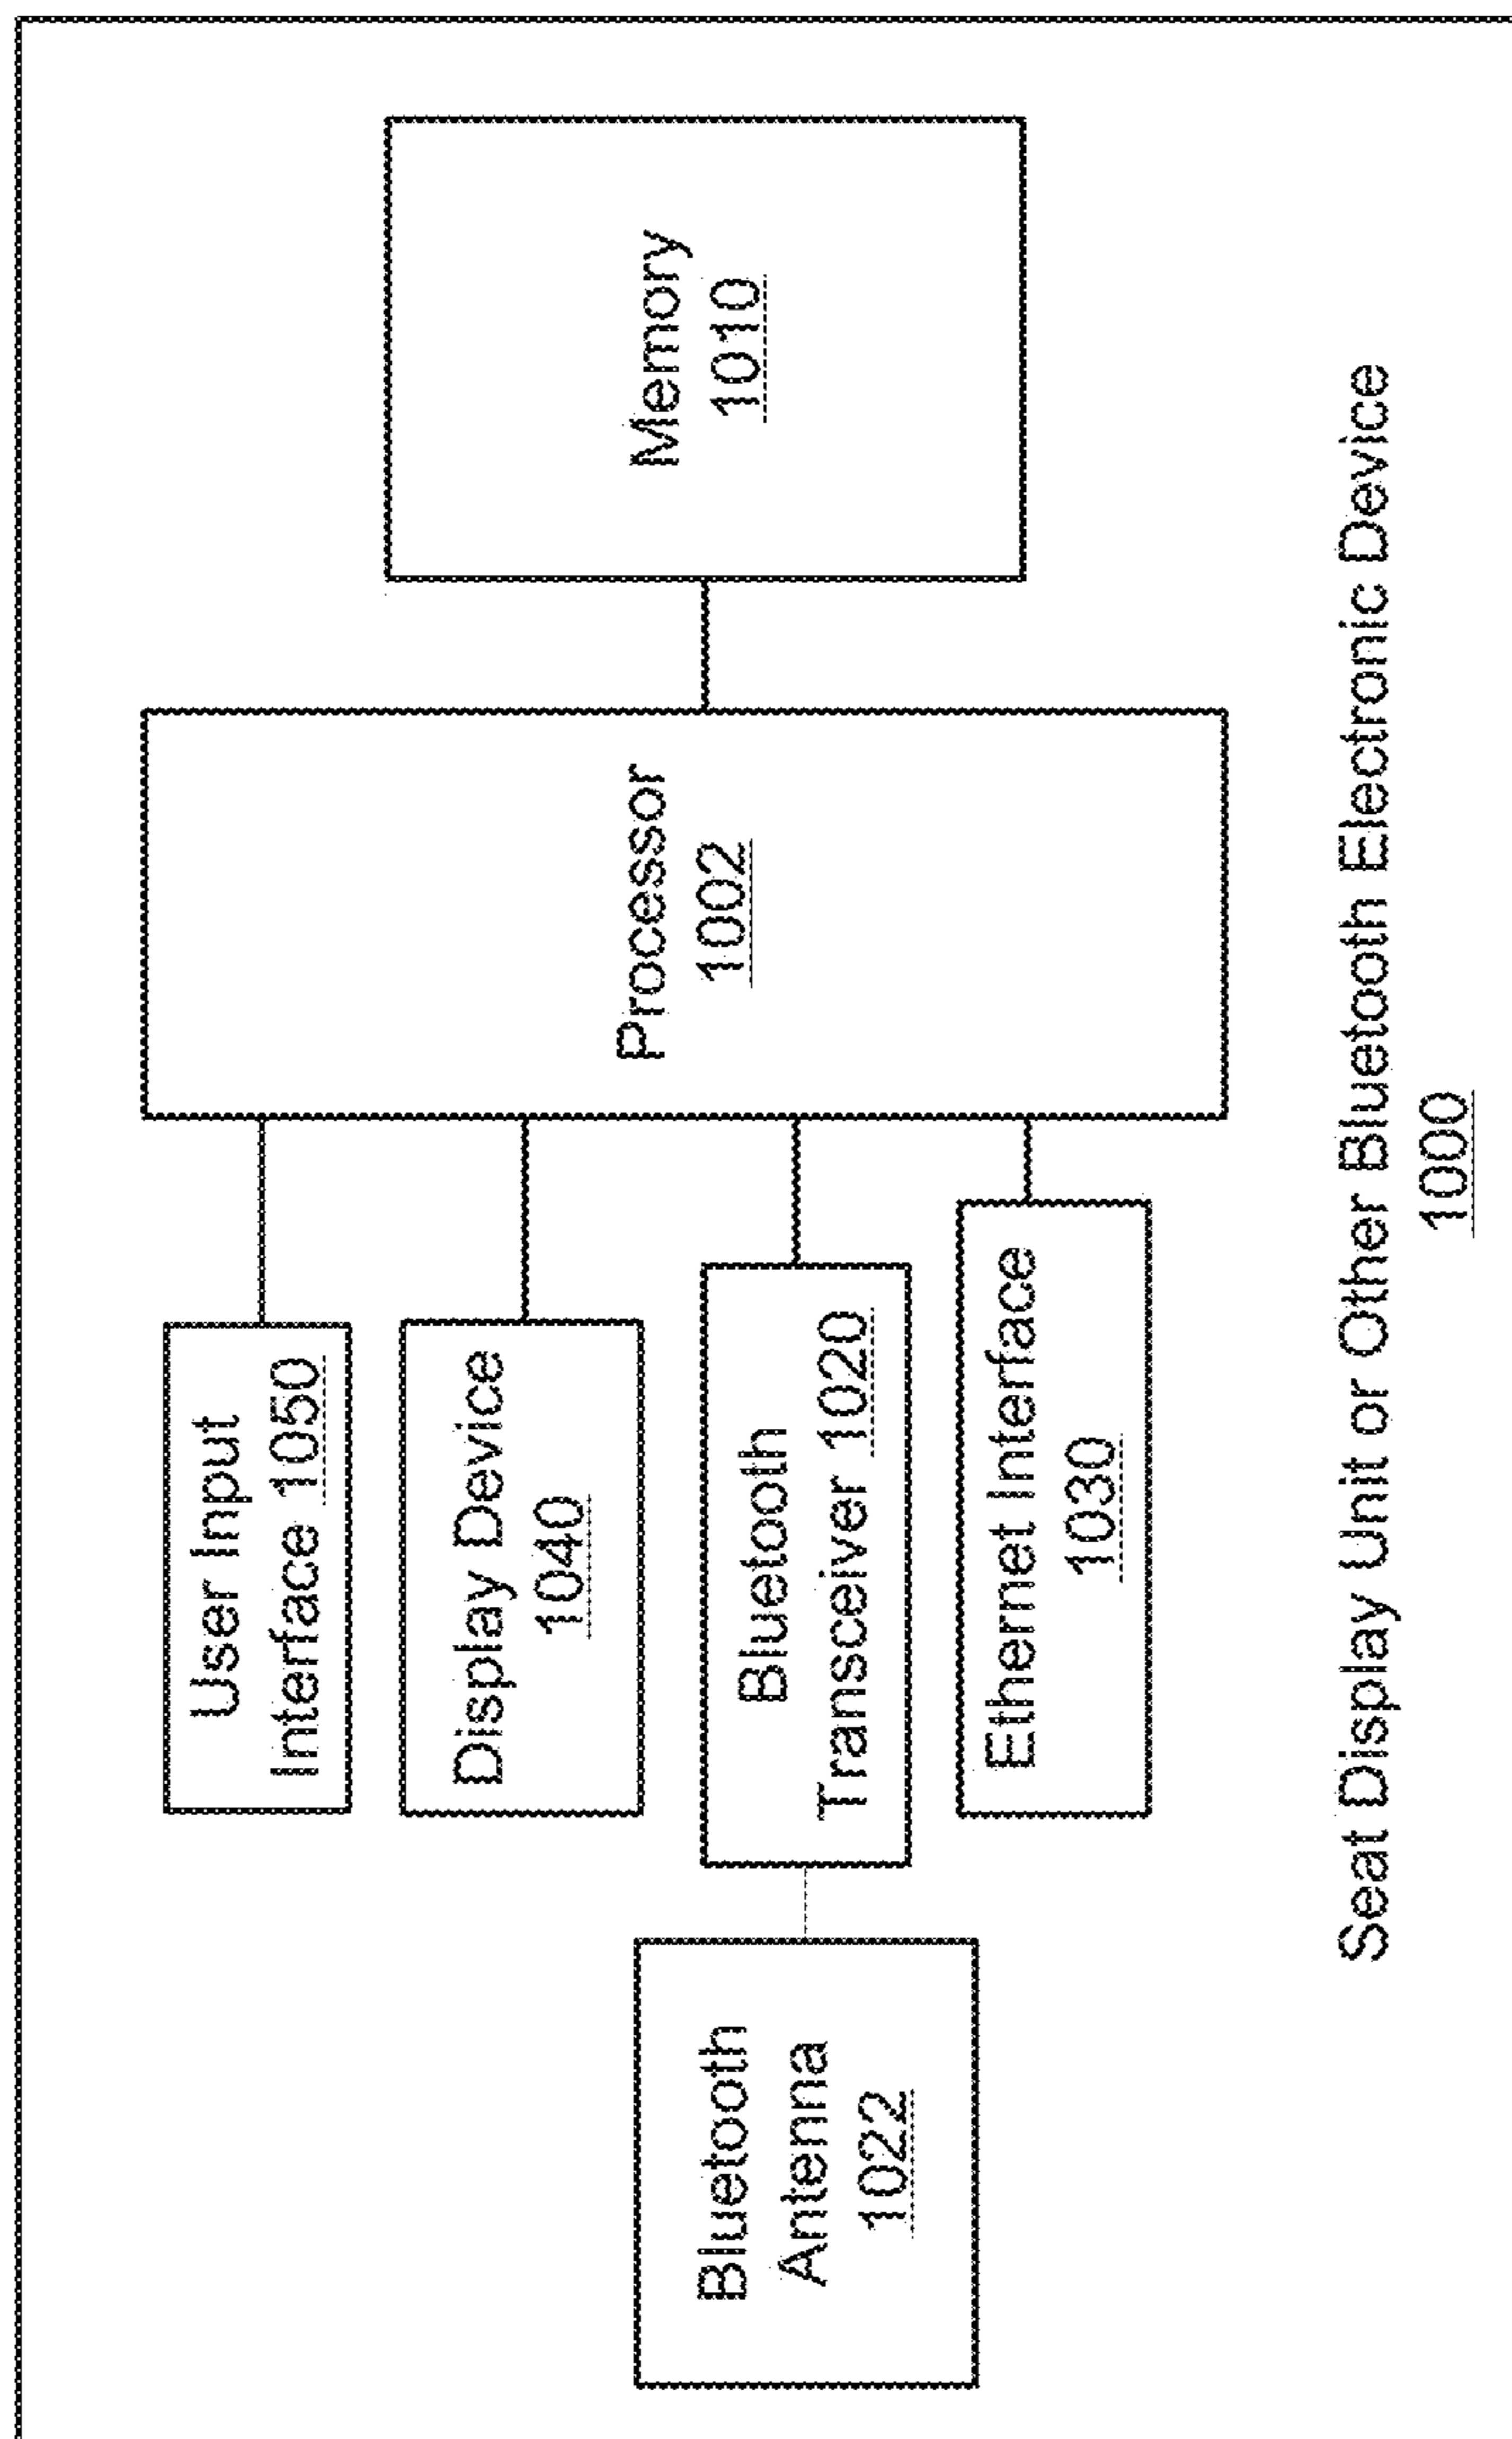 User Input
Interface 1050
Display Device
1040
Bluetooth
Transceiver 1020
Ethernet Interface
1030
Bluetooth
Antenna
1022
Processor
1002
Memory
1010
Seat Display Unit or Other Bluetooth Electronic Device
1000